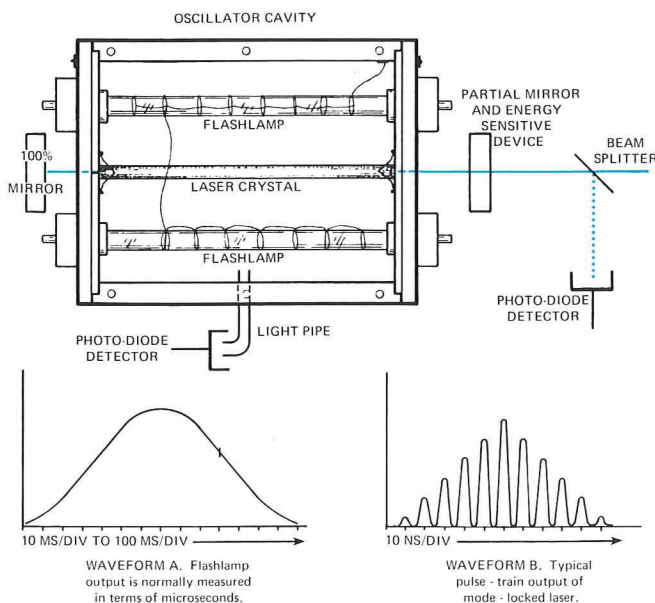 OSCILLATOR CAVITY
FLASHLAMP
100%
MIRROR
LASER CRYSTAL
FLASHLAMP
PARTIAL MIRROR
AND ENERGY
SENSITIVE
DEVICE
BEAM
SPLITTER
PHOTO-DIODE
DETECTOR
LIGHT PIPE
PHOTO-DIODE
DETECTOR
10 MS/DIV TO 100 MS/DIV
WAVEFORM A. Flashlamp
output is normally measured
in terms of microseconds.
10 NS/DIV
WAVEFORM B. Typical
pulse - train output of
mode - locked laser.